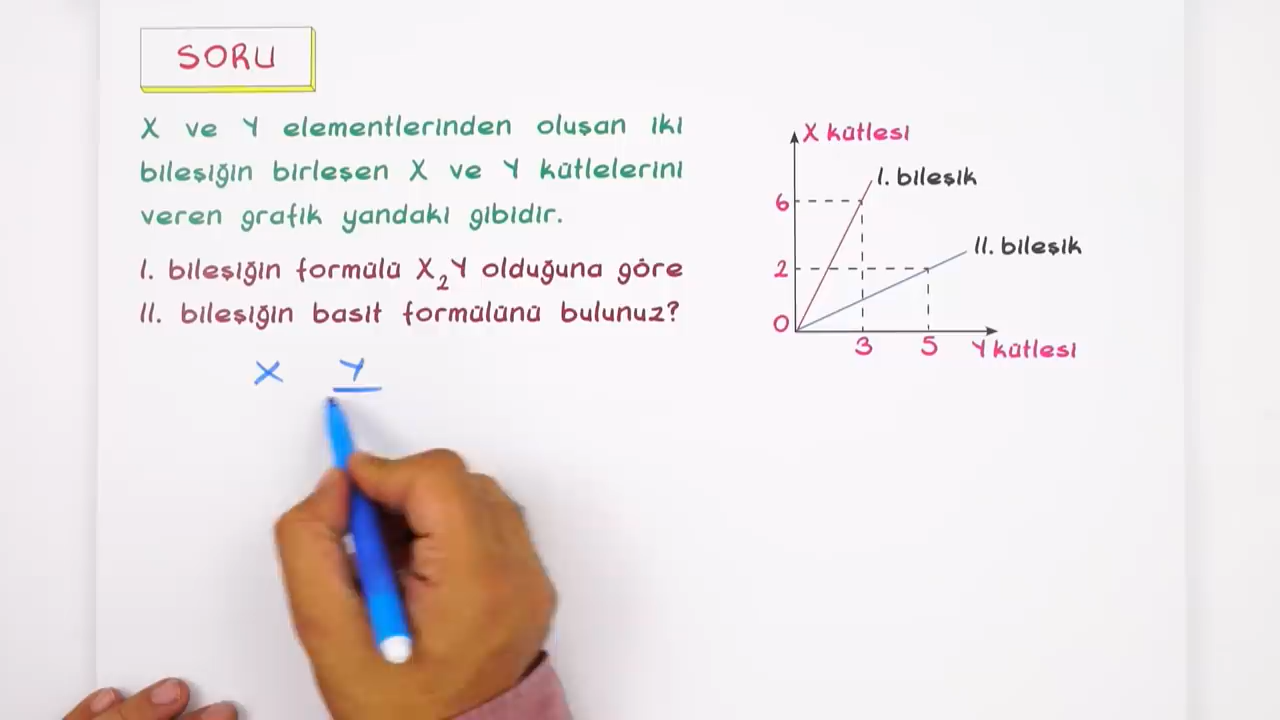 SORU
X ve Y elementlerinden oluşan iki
bileşiğin birleşen X ve Y kütlelerini
veren grafik yandaki gibidir.
I. bileşiğin formülü X₂Y olduğuna göre
II. bileşiğin basit formülünü bulunuz?
X Y
X kütlesi
I. bileşik
6
II. bileşik
2
0
3 5 Y kütlesi